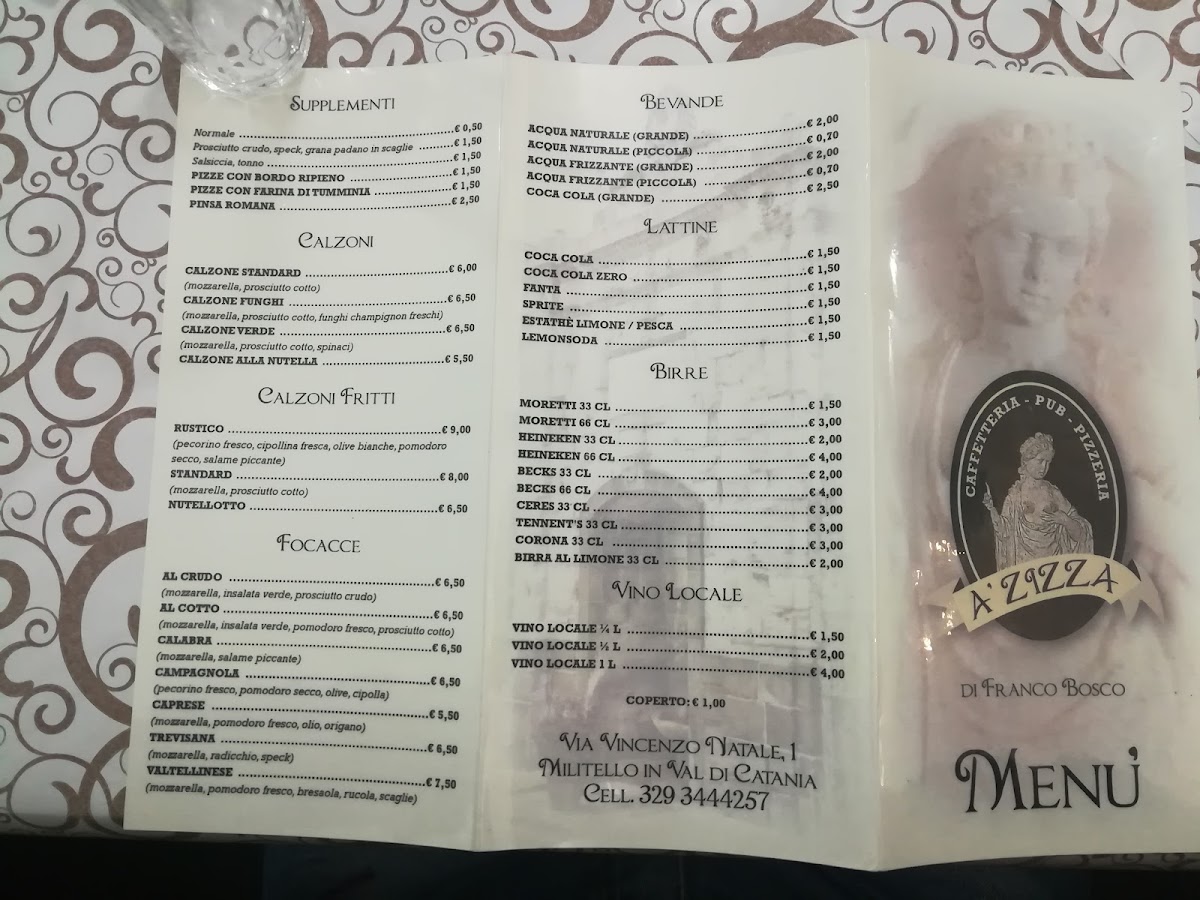 SUPPLEMENTI
Normale ........ € 0,50
Prosciutto crudo, speck, grana padano in scaglie ........ € 1,50
Salsiccia, tonno ........ € 1,50
PIZZE CON BORDO RIPIENO ........ € 1,50
PIZZE CON FARINA DI TUMMINIA ........ € 1,50
PINSA ROMANA ........ € 2,50
CALZONI
CALZONE STANDARD ........ € 6,00
(mozzarella, prosciutto cotto)
CALZONE FUNGHI ........ € 6,50
(mozzarella, prosciutto cotto, funghi champignon freschi)
CALZONE VERDE ........ € 6,50
(mozzarella, prosciutto cotto, spinaci)
CALZONE ALLA NUTELLA ........ € 5,50
CALZONI FRITTI
RUSTICO ........ € 9,00
(pecorino fresco, cipollina fresca, olive bianche, pomodoro
secco, salame piccante)
STANDARD ........ € 8,00
(mozzarella, prosciutto cotto)
NUTELLOTTO ........ € 6,50
FOCACCE
AL CRUDO ........ € 6,50
(mozzarella, insalata verde, prosciutto crudo)
AL COTTO ........ € 6,50
(mozzarella, insalata verde, pomodoro fresco, prosciutto cotto)
CALABRA ........ € 6,50
(mozzarella, salame piccante)
CAMPAGNOLA ........ € 6,50
(pecorino fresco, pomodoro secco, olive, cipolla)
CAPRESE ........ € 5,50
(mozzarella, pomodoro fresco, olio, origano)
TREVISANA ........ € 6,50
(mozzarella, radicchio, speck)
VALTELLINESE ........ € 7,50
(mozzarella, pomodoro fresco, bresaola, rucola, scaglie)
BEVANDE
ACQUA NATURALE (GRANDE) ........ € 2,00
ACQUA NATURALE (PICCOLA) ........ € 0,70
ACQUA FRIZZANTE (GRANDE) ........ € 2,00
ACQUA FRIZZANTE (PICCOLA) ........ € 0,70
COCA COLA (GRANDE) ........ € 2,50
LATTINE
COCA COLA ........ € 1,50
COCA COLA ZERO ........ € 1,50
FANTA ........ € 1,50
SPRITE ........ € 1,50
ESTATHÈ LIMONE / PESCA ........ € 1,50
LEMONSODA ........ € 1,50
BIRRE
MORETTI 33 CL ........ € 1,50
MORETTI 66 CL ........ € 3,00
HEINEKEN 33 CL ........ € 2,00
HEINEKEN 66 CL ........ € 4,00
BECKS 33 CL ........ € 2,00
BECKS 66 CL ........ € 4,00
CERES 33 CL ........ € 3,00
TENNENT'S 33 CL ........ € 3,00
CORONA 33 CL ........ € 3,00
BIRRA AL LIMONE 33 CL ........ € 2,00
VINO LOCALE
VINO LOCALE ¼ L ........ € 1,50
VINO LOCALE ½ L ........ € 2,00
VINO LOCALE 1 L ........ € 4,00
COPERTO: € 1,00
VIA VINCENZO NATALE, 1
MILITELLO IN VAL DI CATANIA
CELL. 329 3444257
CAFFETTERIA - PUB - PIZZERIA
A' ZIZZA
DI FRANCO BOSCO
MENÙ